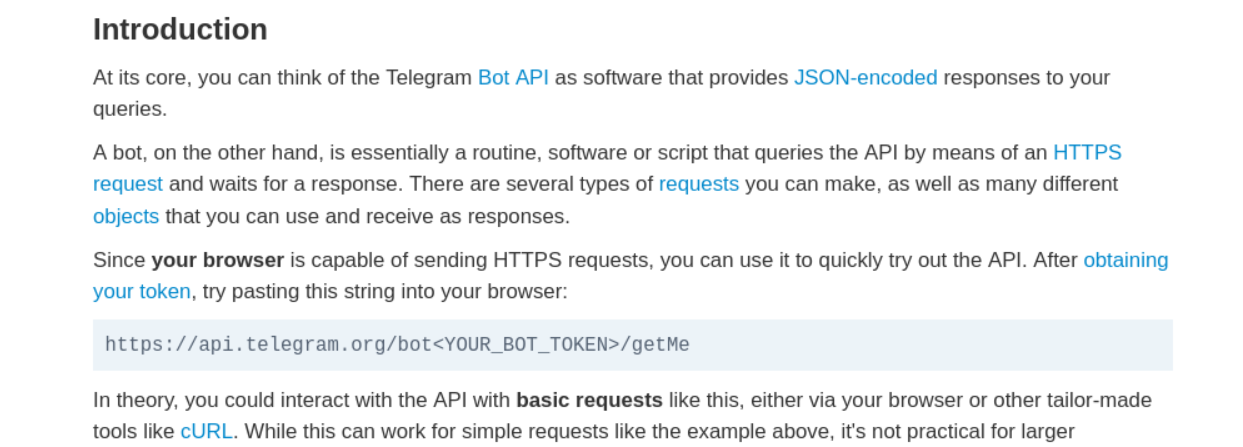 Introduction
At its core, you can think of the Telegram Bot API as software that provides JSON-encoded responses to your
queries.
A bot, on the other hand, is essentially a routine, software or script that queries the API by means of an HTTPS
request and waits for a response. There are several types of requests you can make, as well as many different
objects that you can use and receive as responses.
Since your browser is capable of sending HTTPS requests, you can use it to quickly try out the API. After obtaining
your token, try pasting this string into your browser:
https://api.telegram.org/bot<YOUR_BOT_TOKEN>/getMe
In theory, you could interact with the API with basic requests like this, either via your browser or other tailor-made
tools like cURL. While this can work for simple requests like the example above, it's not practical for larger